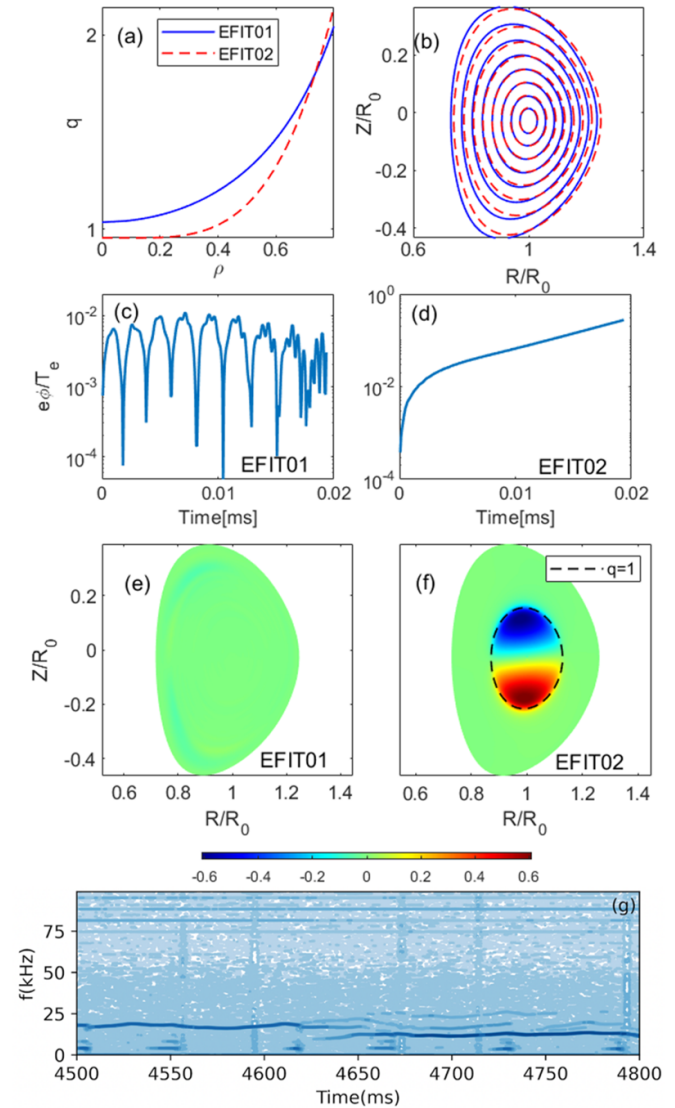 (a)
EFIT01
EFIT02
2
1
q
0 0.2 0.4 0.6
ρ
(b)
0.2
0
-0.2
-0.4
Z/R0
0.6 1 1.4
R/R0
(c)
10^-2
10^-3
10^-4
eϕ/Te
EFIT01
0 0.01 0.02
Time[ms]
(d)
10^0
10^-2
10^-4
EFIT02
0 0.01 0.02
Time[ms]
(e)
0.2
0
-0.2
-0.4
Z/R0
EFIT01
0.6 0.8 1 1.2 1.4
R/R0
(f)
q=1
EFIT02
0.6 0.8 1 1.2 1.4
R/R0
-0.6 -0.4 -0.2 0 0.2 0.4 0.6
(g)
75
50
25
0
f(kHz)
4500 4550 4600 4650 4700 4750 4800
Time(ms)